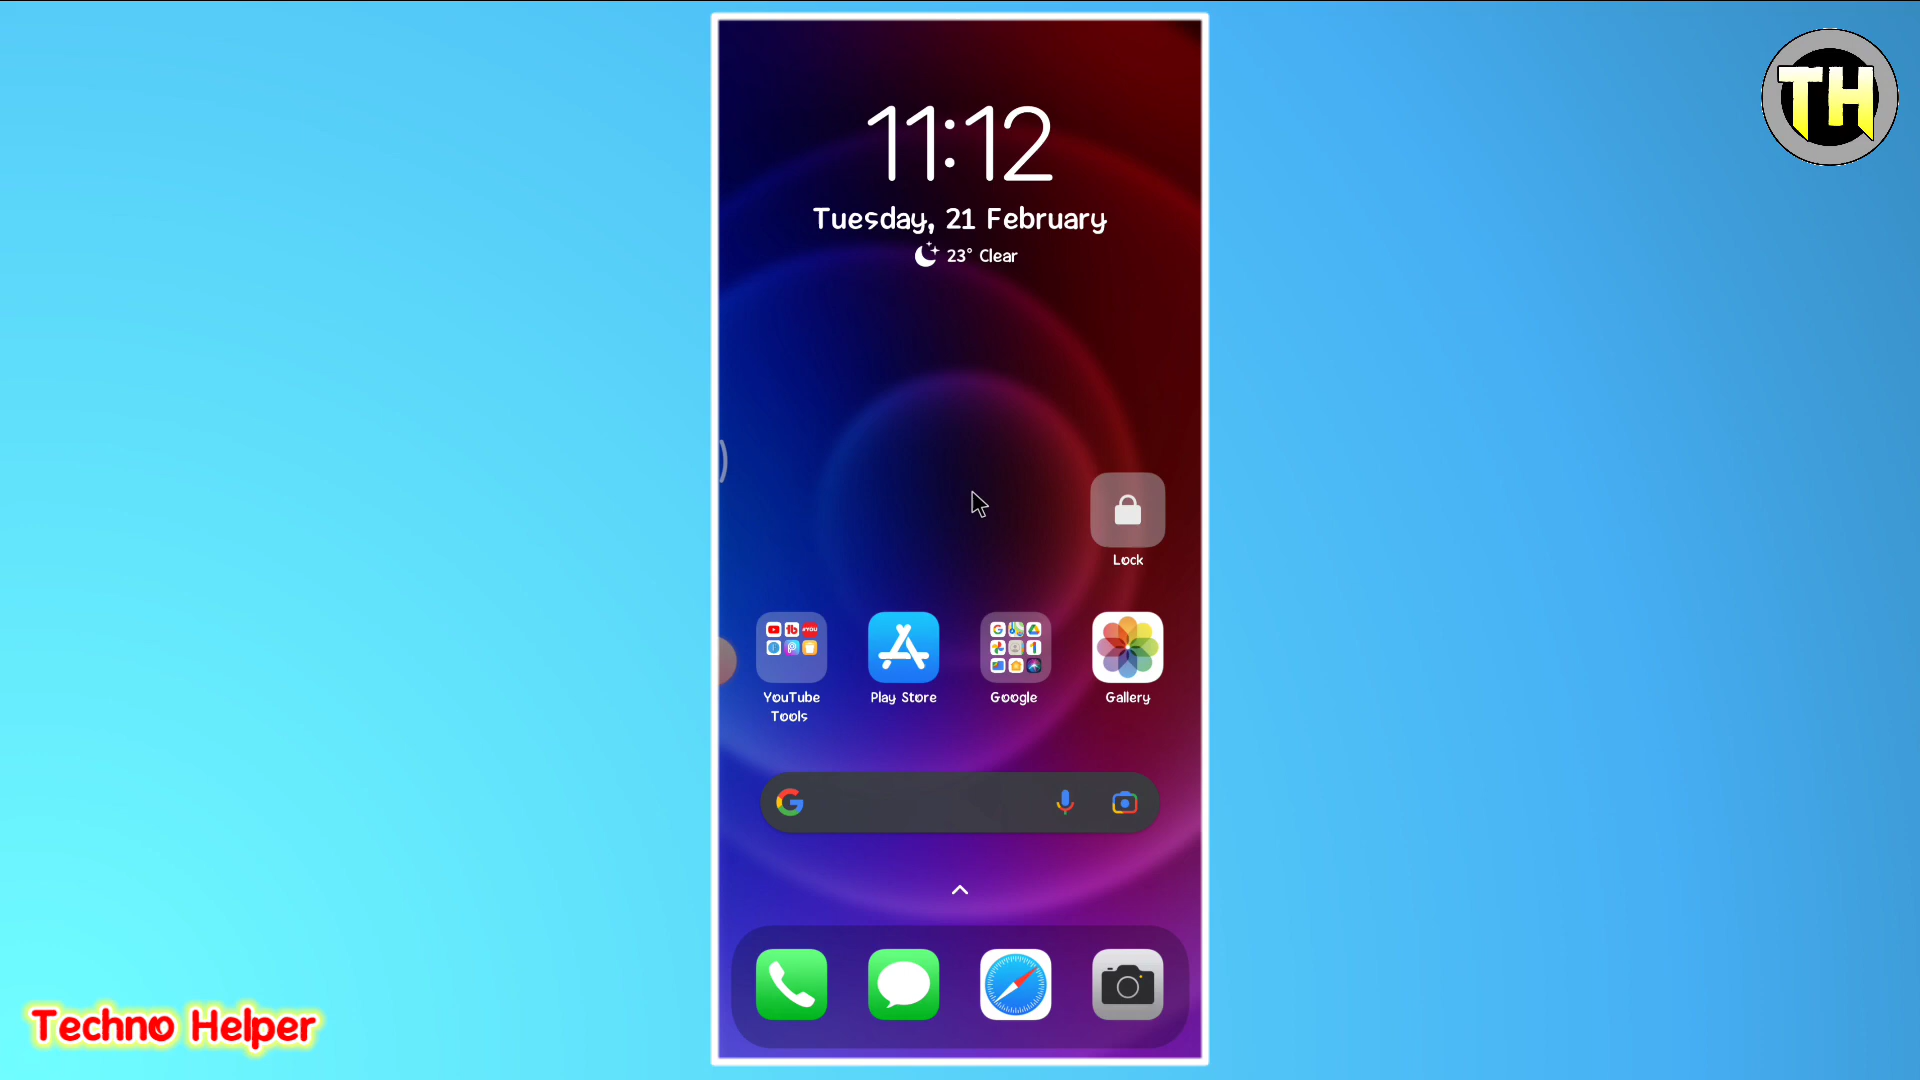 TH
11:12
Tuesday, 21 February
23° Clear
Lock
YouTube
Tools
Play Store
Google
Gallery
Techno Helper